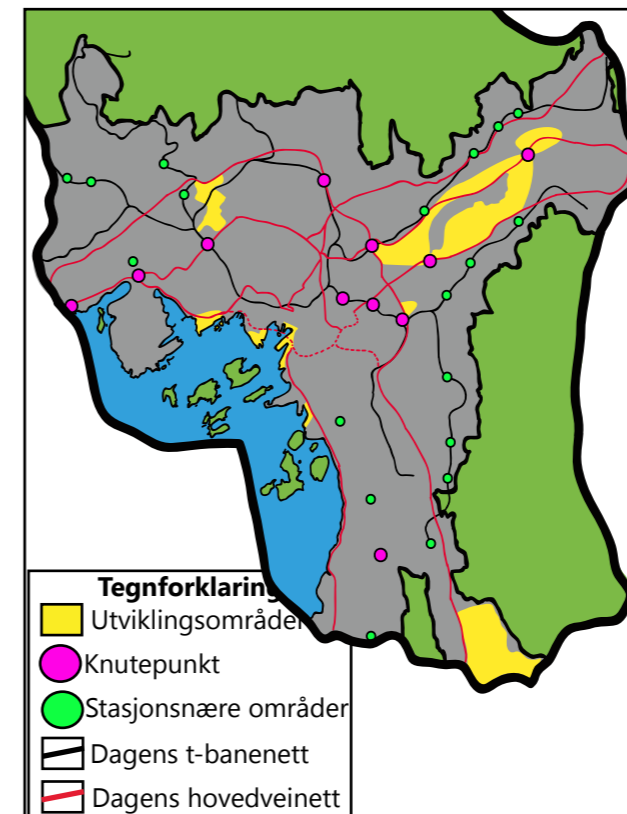 Tegnforklaring
Utviklingsområder
Knutepunkt
Stasjonsnære områder
Dagens t-banenett
Dagens hovedveinett